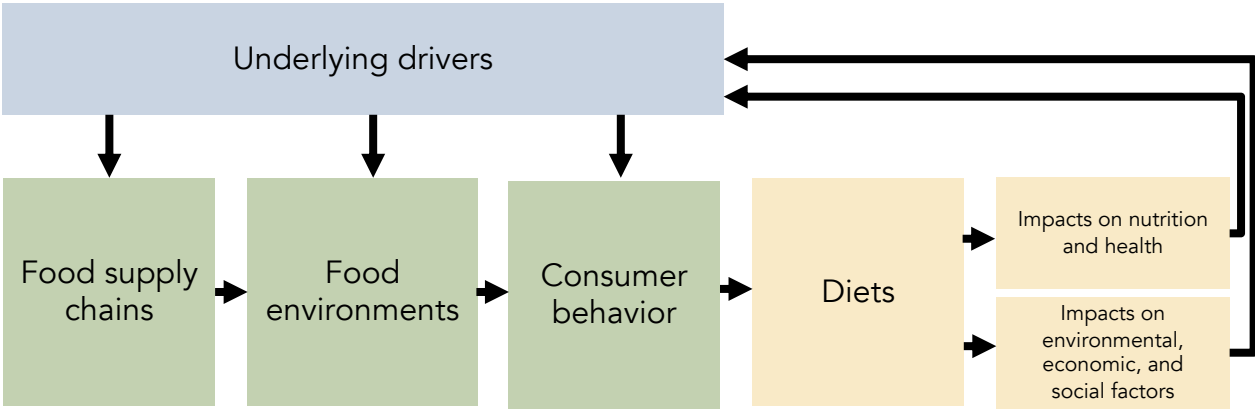 Underlying drivers
Food supply
chains
Food
environments
Consumer
behavior
Diets
Impacts on nutrition
and health
Impacts on
environmental,
economic, and
social factors